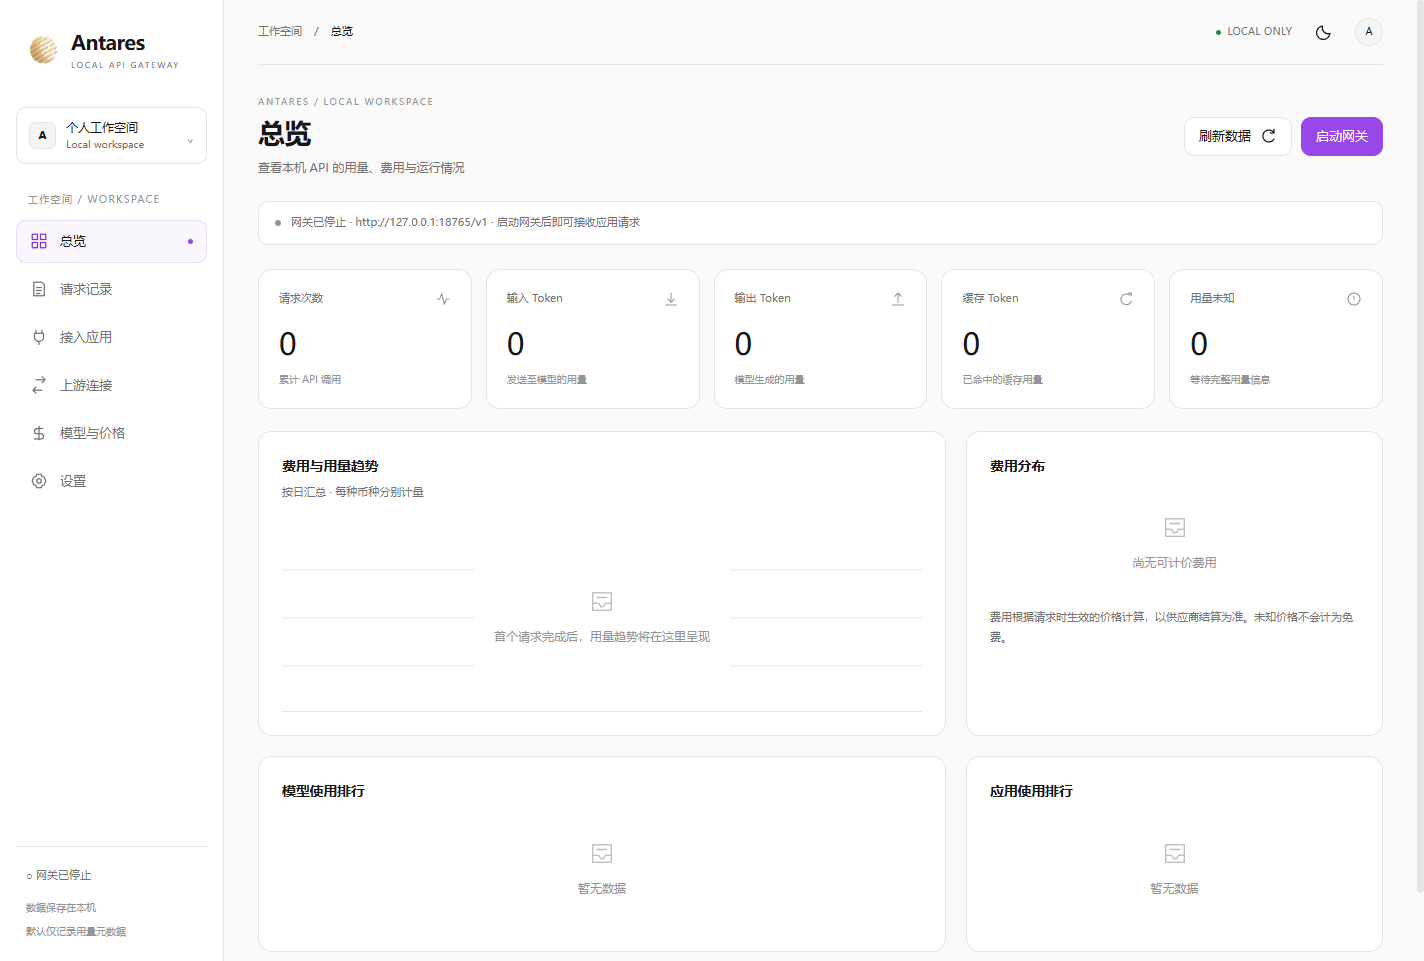 Antares
LOCAL API GATEWAY
A
个人工作空间
Local workspace
工作空间 / WORKSPACE
总览
请求记录
接入应用
上游连接
模型与价格
设置
网关已停止
数据保存在本机
默认仅记录用量元数据
工作空间 / 总览
LOCAL ONLY
A
ANTARES / LOCAL WORKSPACE
总览
查看本机 API 的用量、费用与运行情况
刷新数据
启动网关
网关已停止 · http://127.0.0.1:18765/v1 · 启动网关后即可接收应用请求
请求次数
0
累计 API 调用
输入 Token
0
发送至模型的用量
输出 Token
0
模型生成的用量
缓存 Token
0
已命中的缓存用量
用量未知
0
等待完整用量信息
费用与用量趋势
按日汇总 · 每种币种分别计量
首个请求完成后，用量趋势将在这里呈现
费用分布
尚无可计价费用
费用根据请求时生效的价格计算，以供应商结算为准。未知价格不会计为免
费。
模型使用排行
暂无数据
应用使用排行
暂无数据